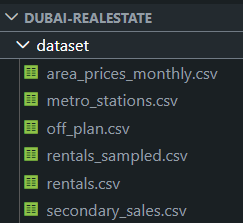 DUBAI-REALESTATE
dataset
area_prices_monthly.csv
metro_stations.csv
off_plan.csv
rentals_sampled.csv
rentals.csv
secondary_sales.csv